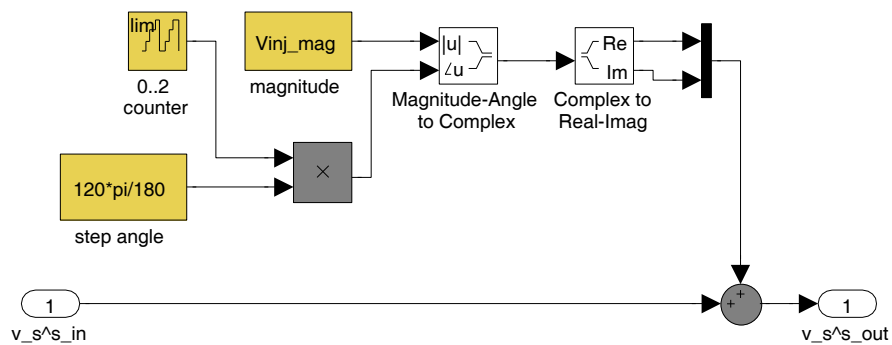 lim
0..2
counter
Vinj_mag
magnitude
|u|
∠u
Magnitude-Angle
to Complex
Re
Im
Complex to
Real-Imag
120*pi/180
step angle
×
1
v_s^s_in
+
+
1
v_s^s_out